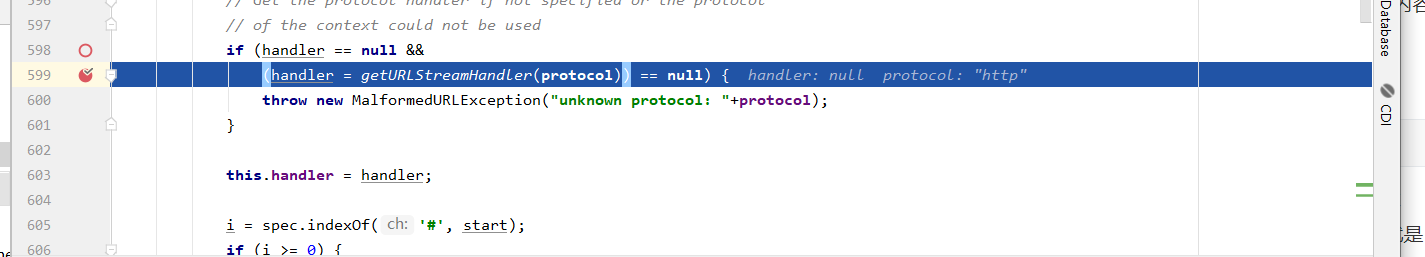 596 // Get the protocol handler if not specified or the protocol
597 // of the context could not be used
598 if (handler == null &&
599 (handler = getURLStreamHandler(protocol)) == null) { handler: null protocol: "http"
600 throw new MalformedURLException("unknown protocol: "+protocol);
601 }
602
603 this.handler = handler;
604
605 i = spec.indexOf( ch: '#', start);
606 if (i >= 0) {
Database
CDI